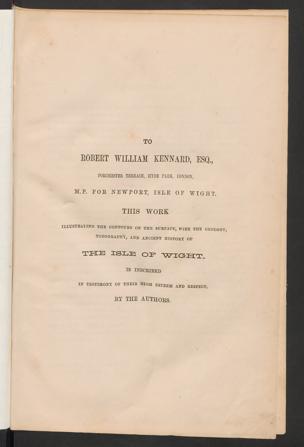 TO
ROBERT WILLIAM KENNARD, ESQ.,
PORCHESTER TERRACE, HYDE PARK, LONDON,
M.P. FOR NEWPORT, ISLE OF WIGHT.
THIS WORK
ILLUSTRATING THE CONTOURS OF THE SURFACE, WITH THE GEOLOGY,
TOPOGRAPHY, AND ANCIENT HISTORY OF
THE ISLE OF WIGHT.
IS INSCRIBED
IN TESTIMONY OF THEIR HIGH ESTEEM AND RESPECT,
BY THE AUTHORS.